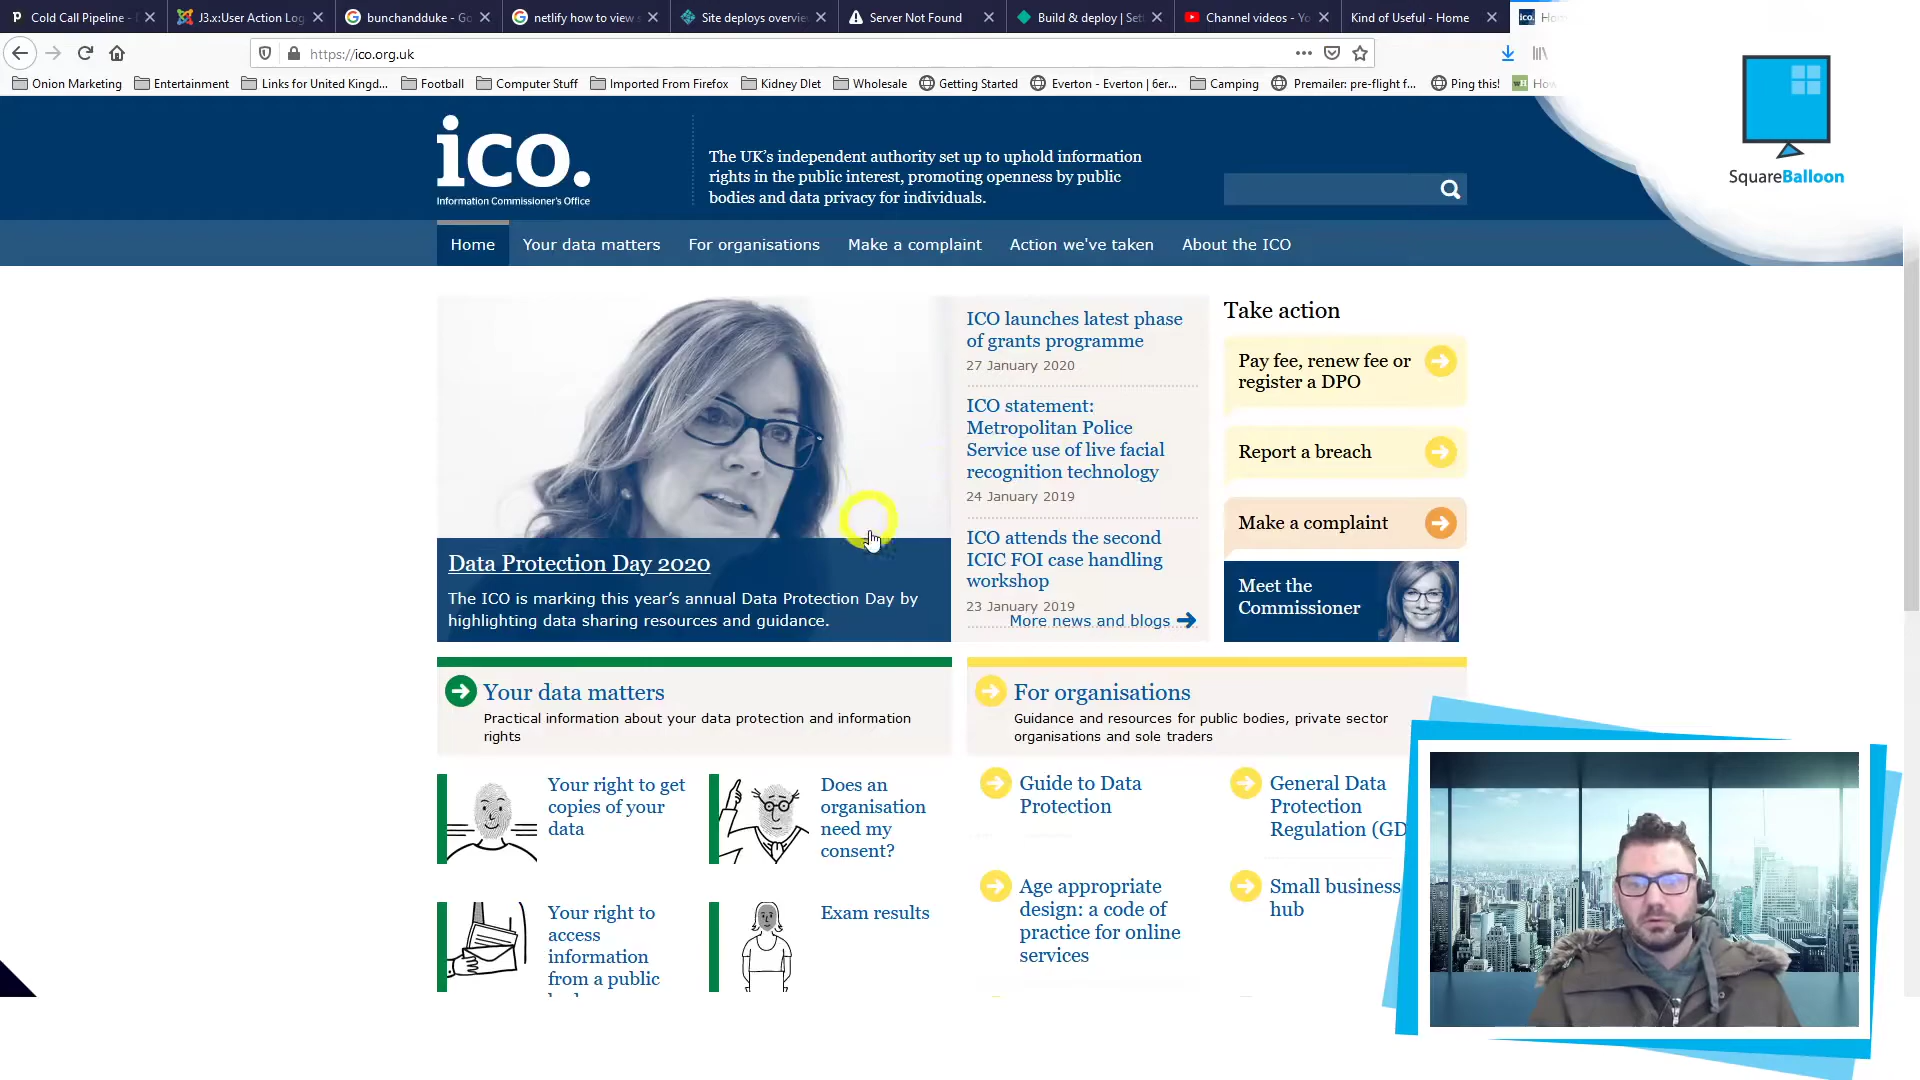 Cold Call Pipeline -
J3.x:User Action Log
bunchandduke - Go
netlify how to view s
Site deploys overvie
Server Not Found
Build & deploy | Set
Channel videos - Yo
Kind of Useful - Home
ico.
https://ico.org.uk
Onion Marketing
Entertainment
Links for United Kingd...
Football
Computer Stuff
Imported From Firefox
Kidney DIet
Wholesale
Getting Started
Everton - Everton | 6er...
Camping
Premailer: pre-flight f...
Ping this!
How
SquareBalloon
ico.
Information Commissioner's Office
The UK's independent authority set up to uphold information
rights in the public interest, promoting openness by public
bodies and data privacy for individuals.
Home
Your data matters
For organisations
Make a complaint
Action we've taken
About the ICO
Data Protection Day 2020
The ICO is marking this year's annual Data Protection Day by
highlighting data sharing resources and guidance.
ICO launches latest phase
of grants programme
27 January 2020
ICO statement:
Metropolitan Police
Service use of live facial
recognition technology
24 January 2019
ICO attends the second
ICIC FOI case handling
workshop
23 January 2019
More news and blogs
Take action
Pay fee, renew fee or
register a DPO
Report a breach
Make a complaint
Meet the
Commissioner
Your data matters
Practical information about your data protection and information
rights
Your right to get
copies of your
data
Does an
organisation
need my
consent?
Your right to
access
information
from a public
Exam results
For organisations
Guidance and resources for public bodies, private sector
organisations and sole traders
Guide to Data
Protection
General Data
Protection
Regulation (GD
Age appropriate
design: a code of
practice for online
services
Small business
hub